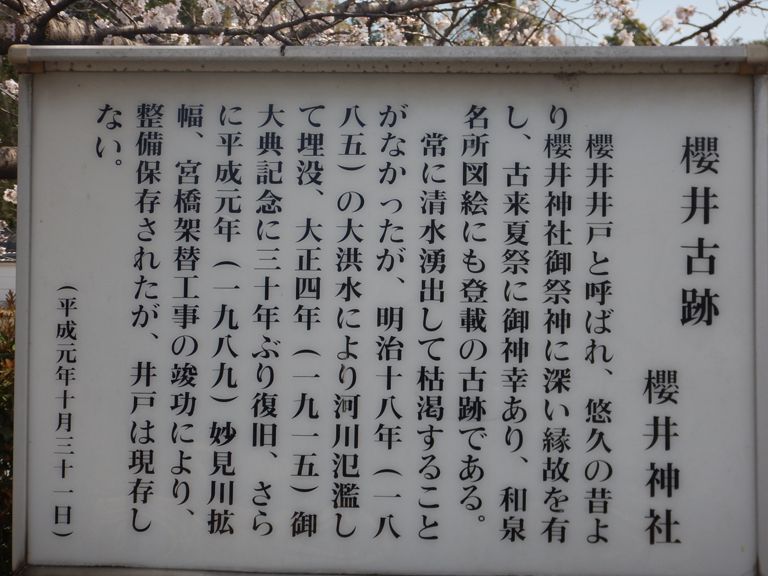 櫻井古跡
櫻井神社
櫻井井戸と呼ばれ、悠久の昔よ
り櫻井神社御祭神に深い縁故を有
し、古来夏祭に御神幸あり、和泉
名所図絵にも登載の古跡である。
常に清水湧出して枯渇すること
がなかったが、明治十八年(一八
八五)の大洪水により河川氾濫し
て埋没、大正四年(一九一五)御
大典記念に三十年ぶり復旧、さら
に平成元年(一九八九)妙見川拡
幅、宮橋架替工事の竣功により、
整備保存されたが、井戸は現存し
ない。
(平成元年十月三十一日)